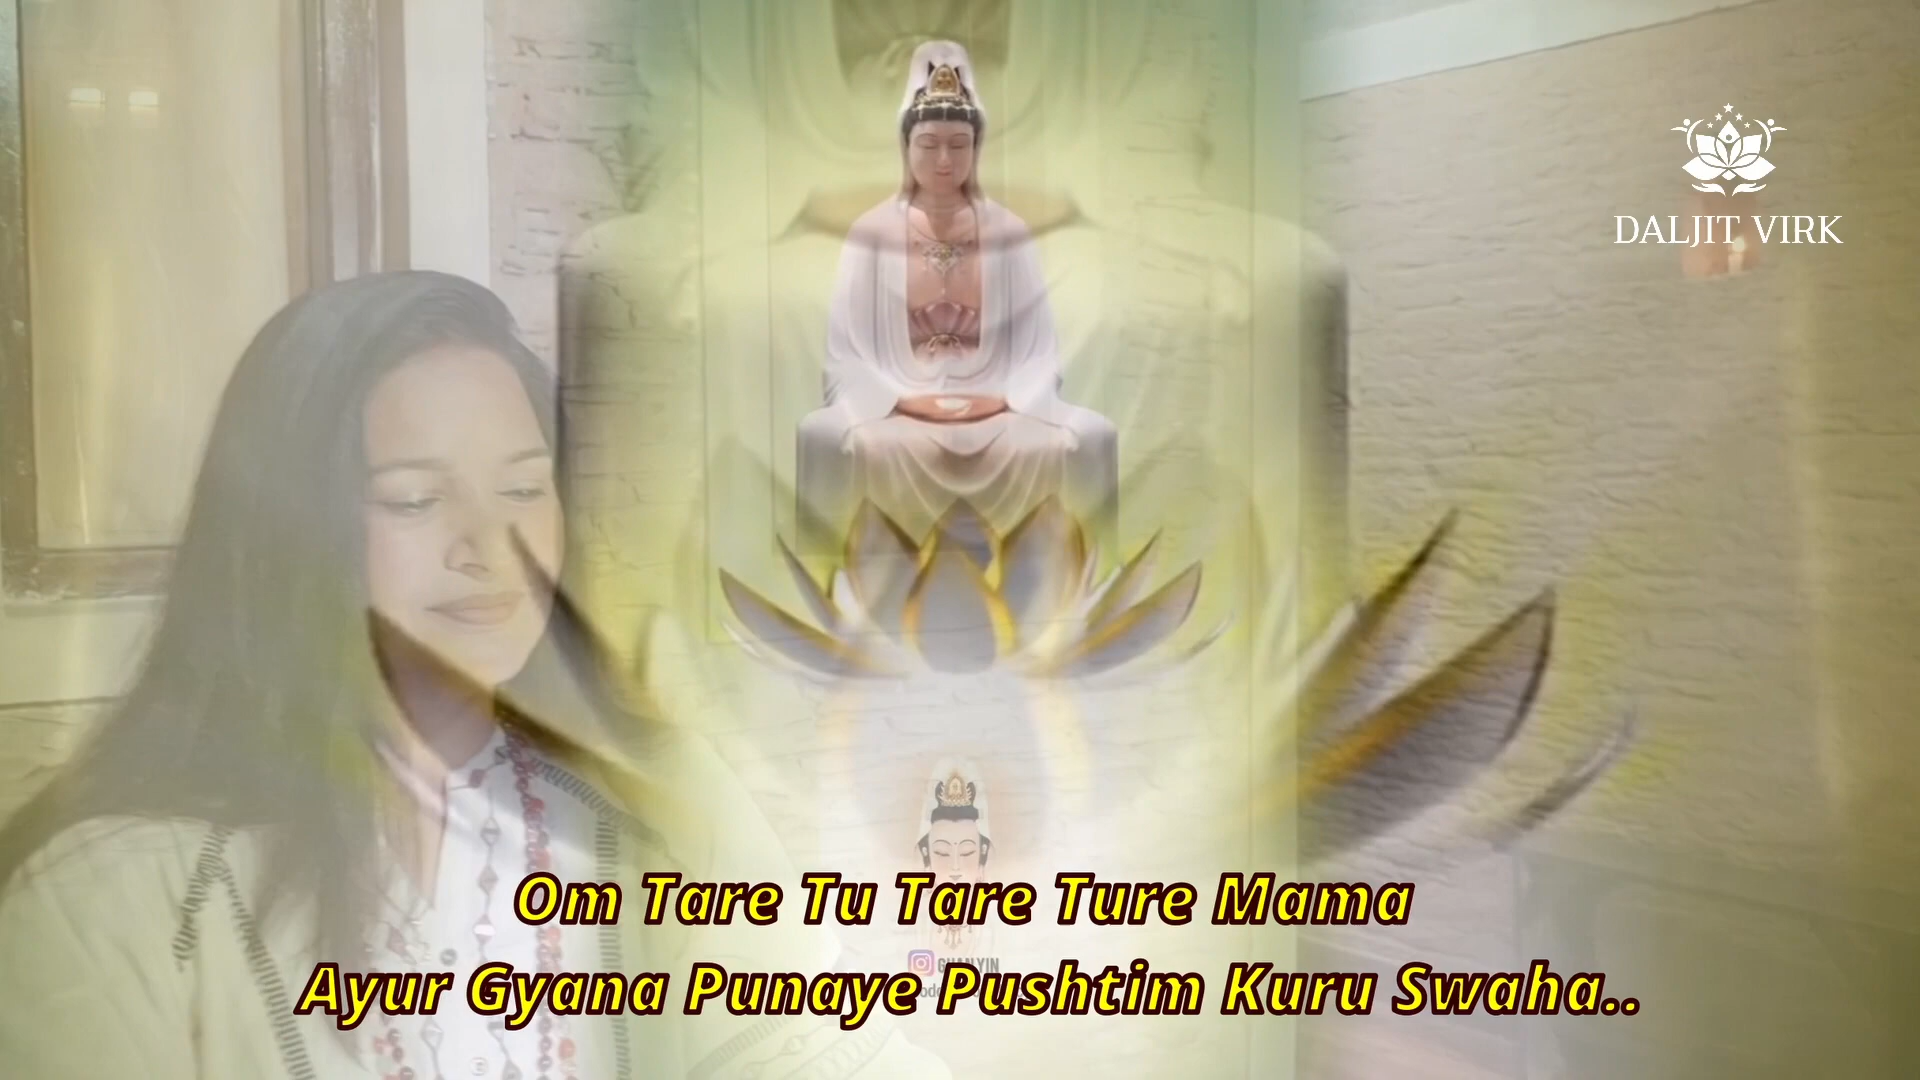 DALJIT VIRK
Om Tare Tu Tare Ture Mama
Ayur Gyana Punaye Pushtim Kuru Swaha..